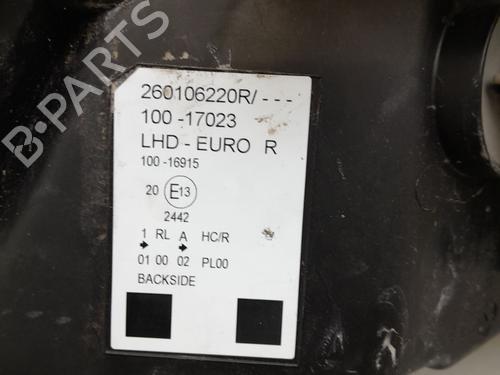 260106220R/ - - -
100 -17023
LHD - EURO R
100 -16915
20 E13
2442
1 RL A HC/R
01 00 02 PL00
BACKSIDE
B-PARTS